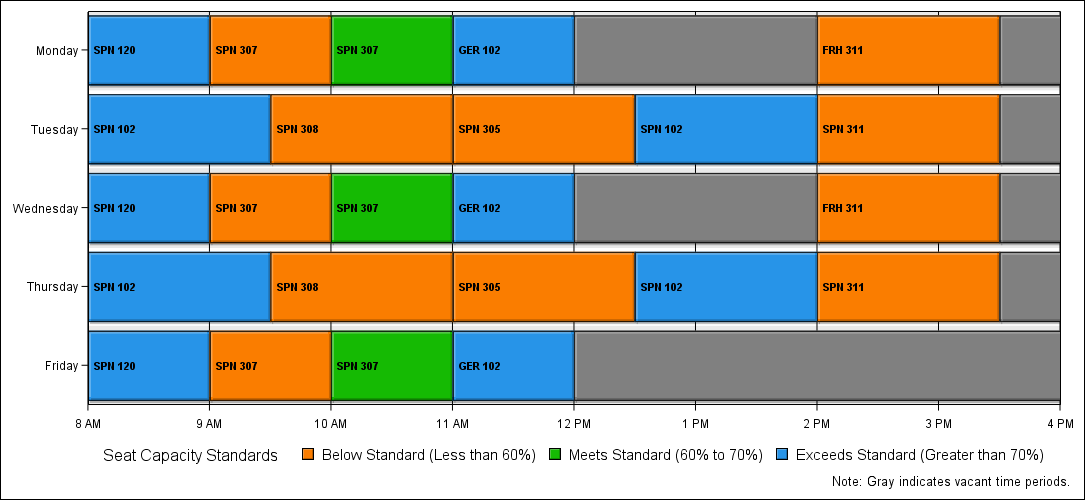 Monday SPN 120 SPN 307 SPN 307 GER 102 FRH 311
Tuesday SPN 102 SPN 308 SPN 305 SPN 102 SPN 311
Wednesday SPN 120 SPN 307 SPN 307 GER 102 FRH 311
Thursday SPN 102 SPN 308 SPN 305 SPN 102 SPN 311
Friday SPN 120 SPN 307 SPN 307 GER 102
8 AM 9 AM 10 AM 11 AM 12 PM 1 PM 2 PM 3 PM 4 PM
Seat Capacity Standards Below Standard (Less than 60%) Meets Standard (60% to 70%) Exceeds Standard (Greater than 70%)
Note: Gray indicates vacant time periods.